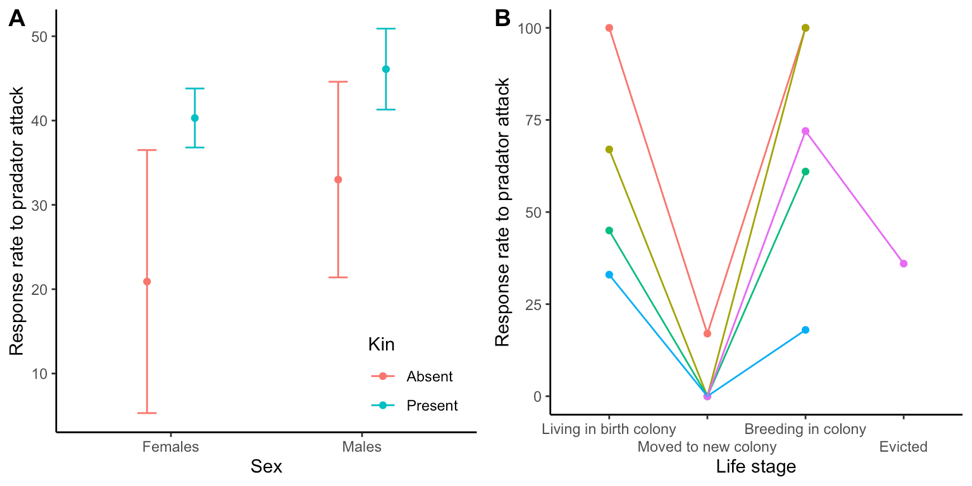 A
Response rate to pradator attack
50
40
30
20
10
Kin
Absent
Present
Females
Males
Sex
B
Response rate to pradator attack
100
75
50
25
0
Living in birth colony
Breeding in colony
Moved to new colony
Evicted
Life stage